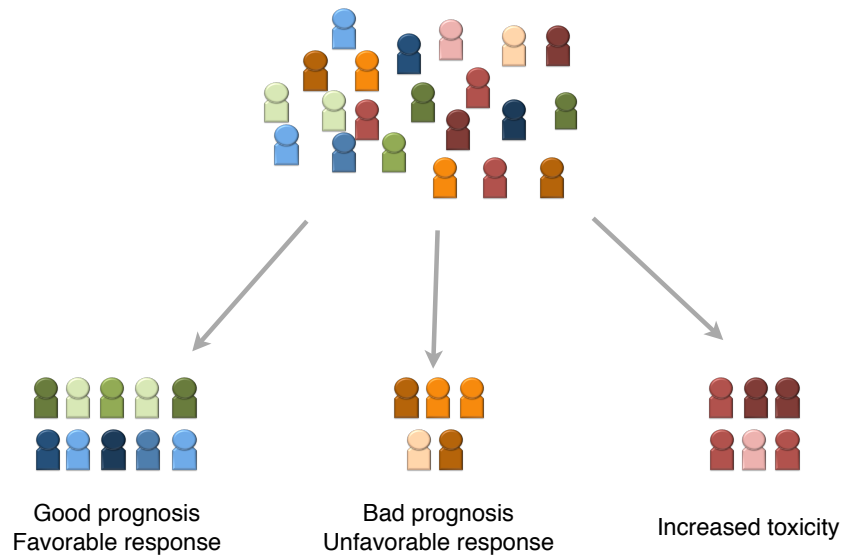 Good prognosis
Favorable response
Bad prognosis
Unfavorable response
Increased toxicity